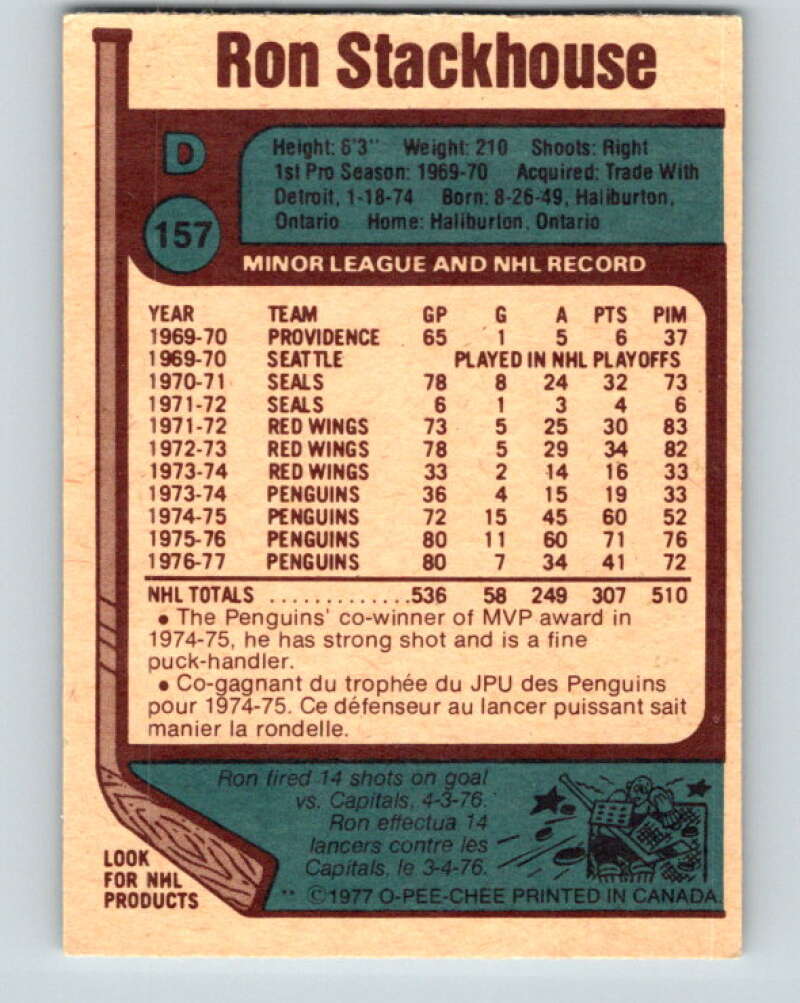 Ron Stackhouse
D
157
Height: 6'3" Weight: 210 Shoots: Right
1st Pro Season: 1969-70 Acquired: Trade With
Detroit, 1-18-74 Born: 8-26-49, Haliburton,
Ontario Home: Haliburton, Ontario
MINOR LEAGUE AND NHL RECORD
YEAR TEAM GP G A PTS PIM
1969-70 PROVIDENCE 65 1 5 6 37
1969-70 SEATTLE PLAYED IN NHL PLAYOFFS
1970-71 SEALS 78 8 24 32 73
1971-72 SEALS 6 1 3 4 6
1971-72 RED WINGS 73 5 25 30 83
1972-73 RED WINGS 78 5 29 34 82
1973-74 RED WINGS 33 2 14 16 33
1973-74 PENGUINS 36 4 15 19 33
1974-75 PENGUINS 72 15 45 60 52
1975-76 PENGUINS 80 11 60 71 76
1976-77 PENGUINS 80 7 34 41 72
NHL TOTALS .............536 58 249 307 510
• The Penguins' co-winner of MVP award in
1974-75, he has strong shot and is a fine
puck-handler.
• Co-gagnant du trophée du JPU des Penguins
pour 1974-75. Ce défenseur au lancer puissant sait
manier la rondelle.
Ron fired 14 shots on goal
vs. Capitals, 4-3-76.
Ron effectua 14
lancers contre les
Capitals, le 3-4-76.
LOOK
FOR NHL
PRODUCTS
** ©1977 O-PEE-CHEE PRINTED IN CANADA